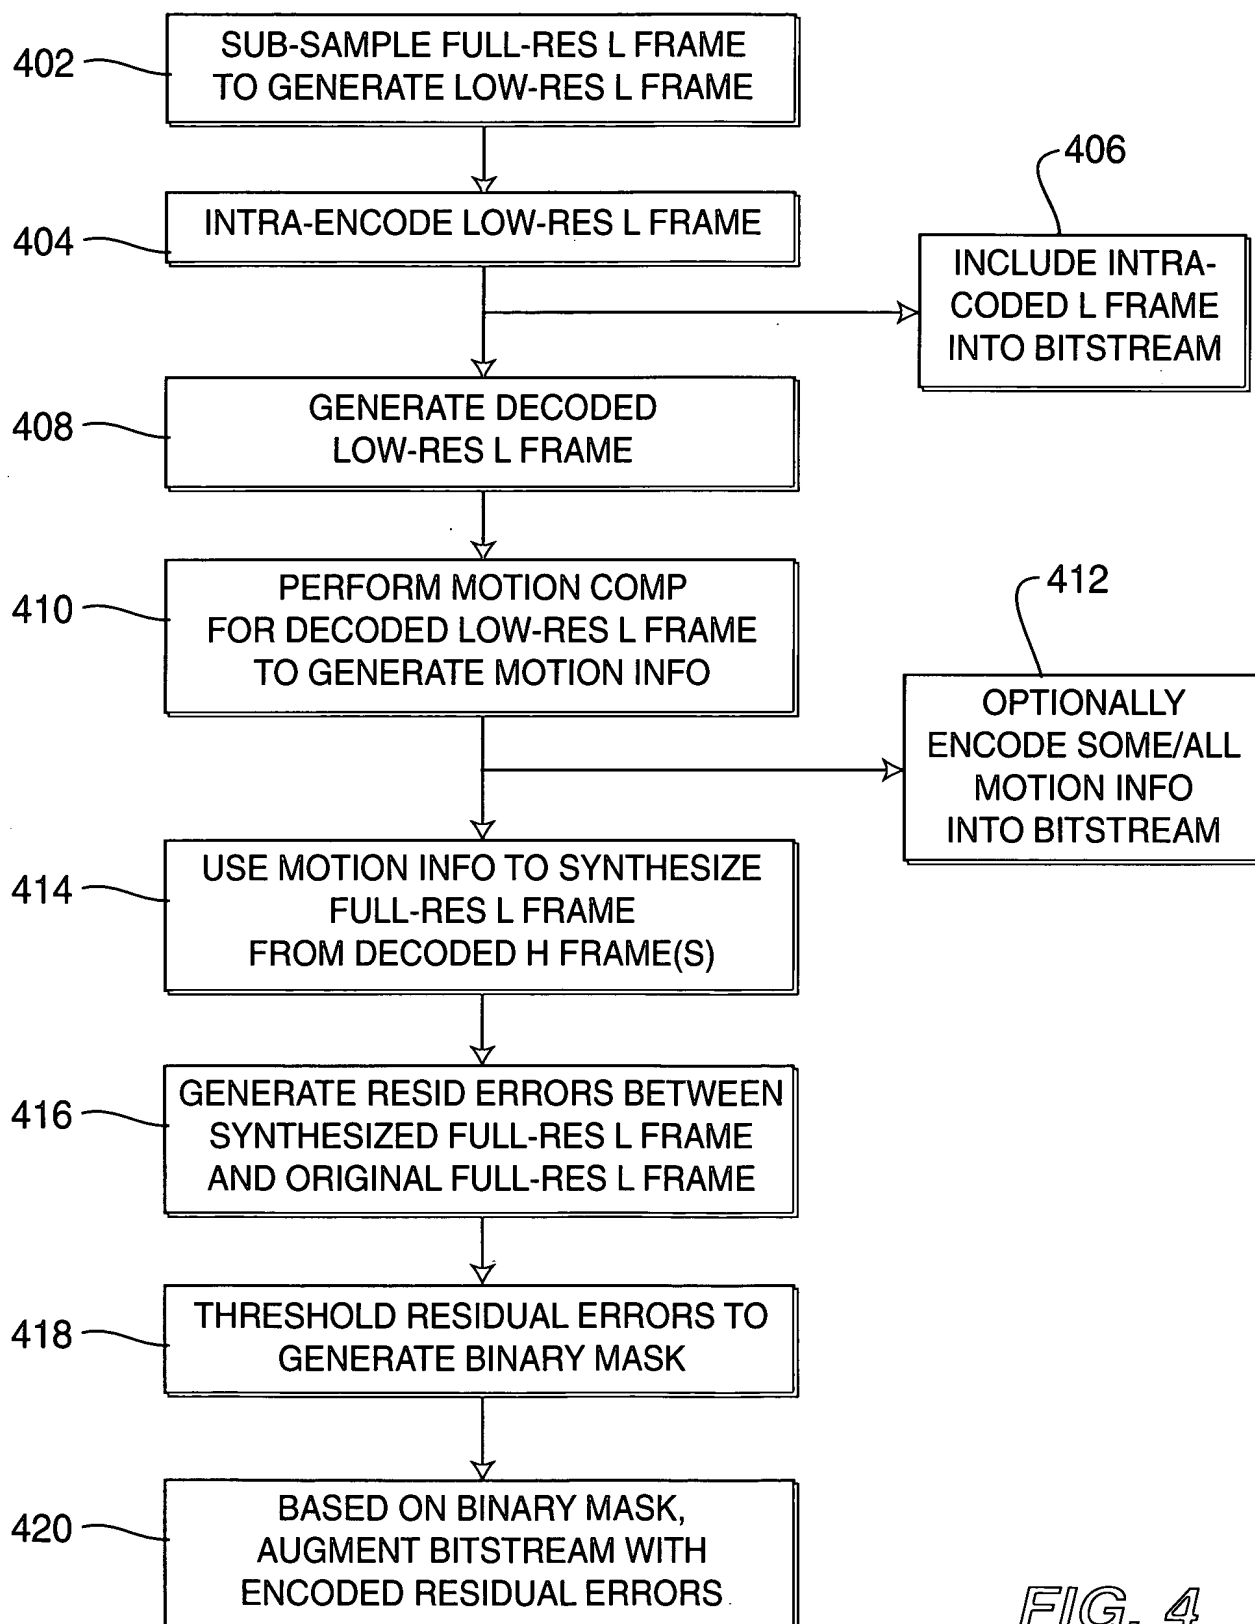 402
SUB-SAMPLE FULL-RES L FRAME
TO GENERATE LOW-RES L FRAME
404
INTRA-ENCODE LOW-RES L FRAME
406
INCLUDE INTRA-
CODED L FRAME
INTO BITSTREAM
408
GENERATE DECODED
LOW-RES L FRAME
410
PERFORM MOTION COMP
FOR DECODED LOW-RES L FRAME
TO GENERATE MOTION INFO
412
OPTIONALLY
ENCODE SOME/ALL
MOTION INFO
INTO BITSTREAM
414
USE MOTION INFO TO SYNTHESIZE
FULL-RES L FRAME
FROM DECODED H FRAME(S)
416
GENERATE RESID ERRORS BETWEEN
SYNTHESIZED FULL-RES L FRAME
AND ORIGINAL FULL-RES L FRAME
418
THRESHOLD RESIDUAL ERRORS TO
GENERATE BINARY MASK
420
BASED ON BINARY MASK,
AUGMENT BITSTREAM WITH
ENCODED RESIDUAL ERRORS
FIG. 4